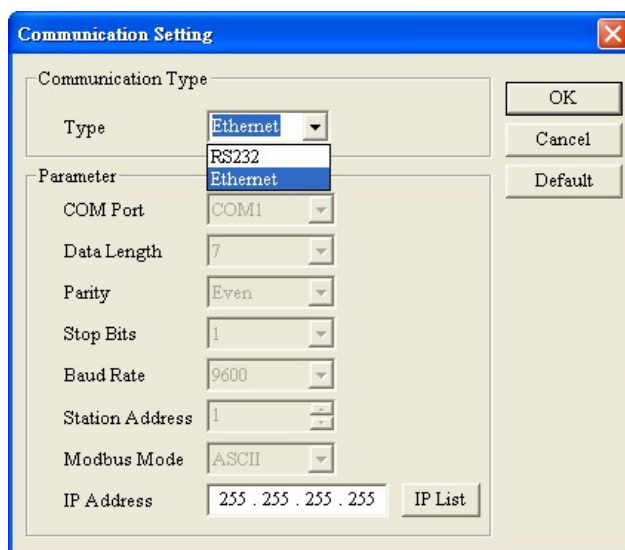 Communication Setting
Communication Type
Type Ethernet
RS232
Ethernet
OK
Cancel
Default
Parameter
COM Port COM1
Data Length 7
Parity Even
Stop Bits 1
Baud Rate 9600
Station Address 1
Modbus Mode ASCII
IP Address 255 . 255 . 255 . 255 IP List